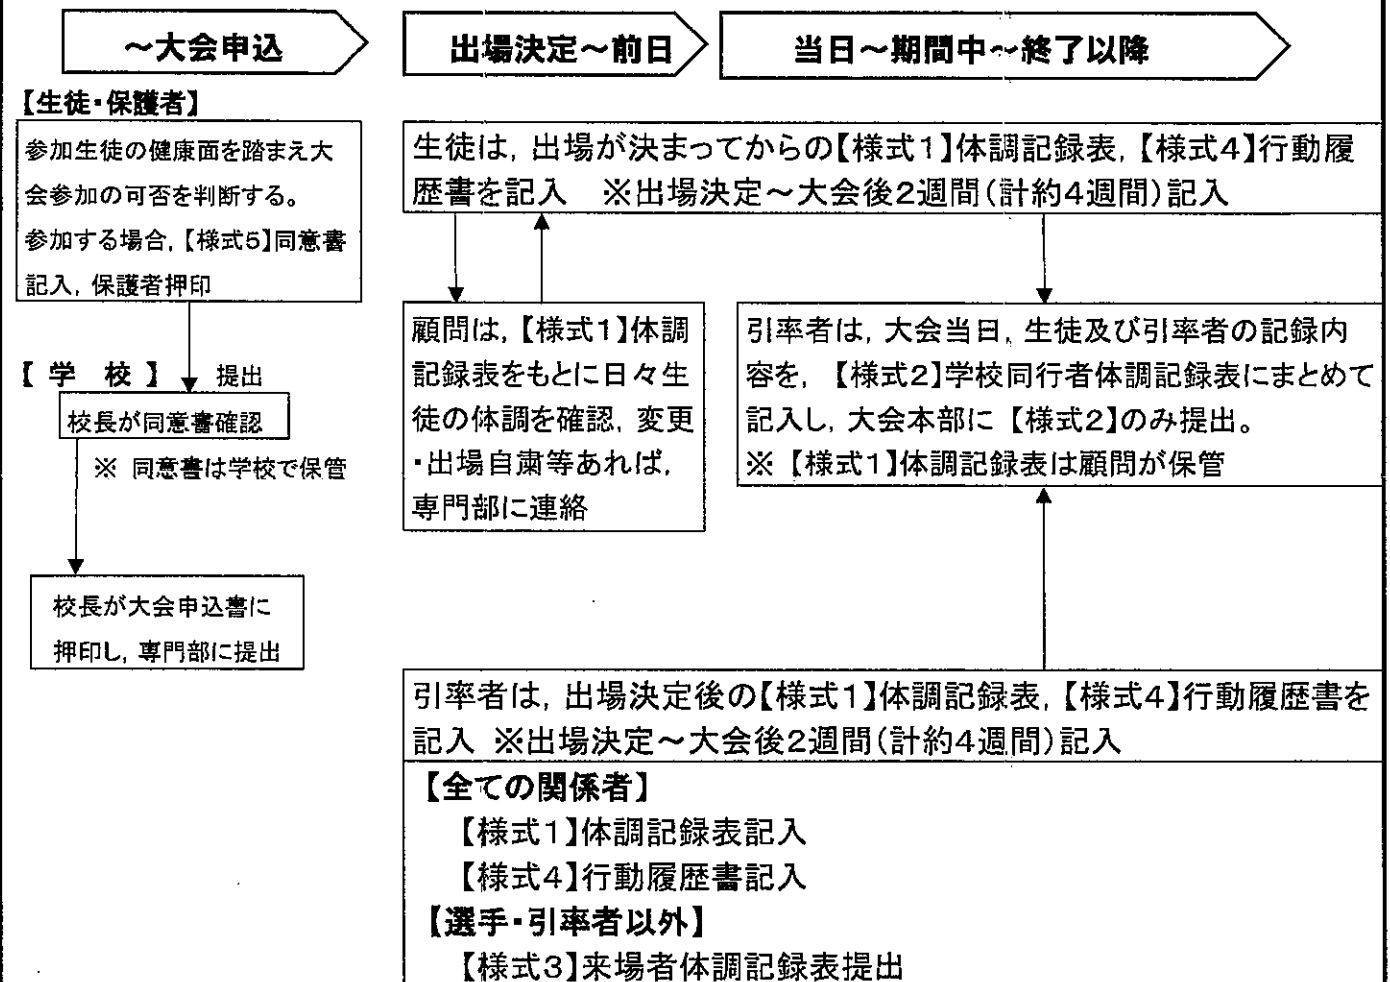 ～大会申込
出場決定～前日
当日～期間中～終了以降
【生徒・保護者】
参加生徒の健康面を踏まえ大
会参加の可否を判断する。
参加する場合,【様式5】同意書
記入, 保護者押印
【 学　校 】 提出
校長が同意書確認
※ 同意書は学校で保管
校長が大会申込書に
押印し, 専門部に提出
生徒は, 出場が決まってからの【様式1】体調記録表,【様式4】行動履
歴書を記入　※出場決定～大会後2週間(計約4週間)記入
顧問は,【様式1】体調
記録表をもとに日々生
徒の体調を確認, 変更
・出場自粛等あれば,
専門部に連絡
引率者は, 大会当日, 生徒及び引率者の記録内
容を, 【様式2】学校同行者体調記録表にまとめて
記入し, 大会本部に【様式2】のみ提出。
※【様式1】体調記録表は顧問が保管
引率者は, 出場決定後の【様式1】体調記録表,【様式4】行動履歴書を
記入 ※出場決定～大会後2週間(計約4週間)記入
【全ての関係者】
【様式1】体調記録表記入
【様式4】行動履歴書記入
【選手・引率者以外】
【様式3】来場者体調記録表提出